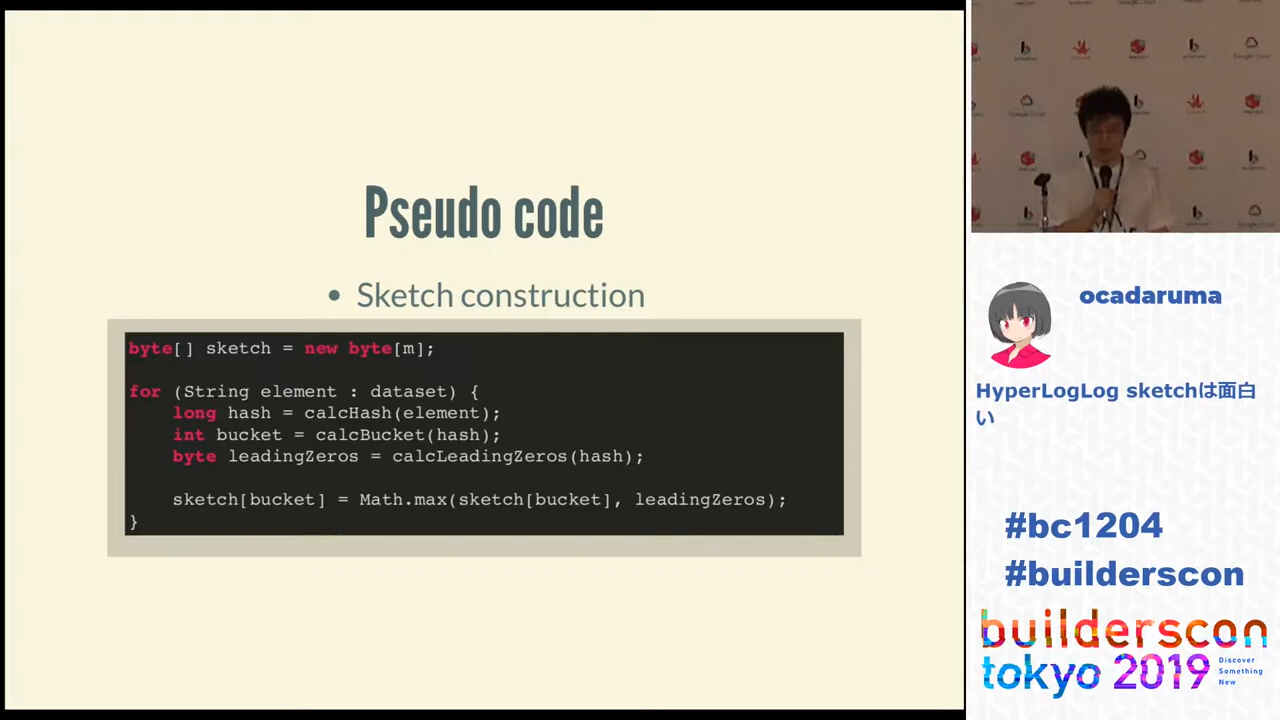 Pseudo code
• Sketch construction
byte[] sketch = new byte[m];
for (String element : dataset) {
    long hash = calcHash(element);
    int bucket = calcBucket(hash);
    byte leadingZeros = calcLeadingZeros(hash);
    sketch[bucket] = Math.max(sketch[bucket], leadingZeros);
}
ocadaruma
HyperLogLog sketchは面白
い
#bc1204
#builderscon
builderscon
tokyo 2019
Discover
Something
New